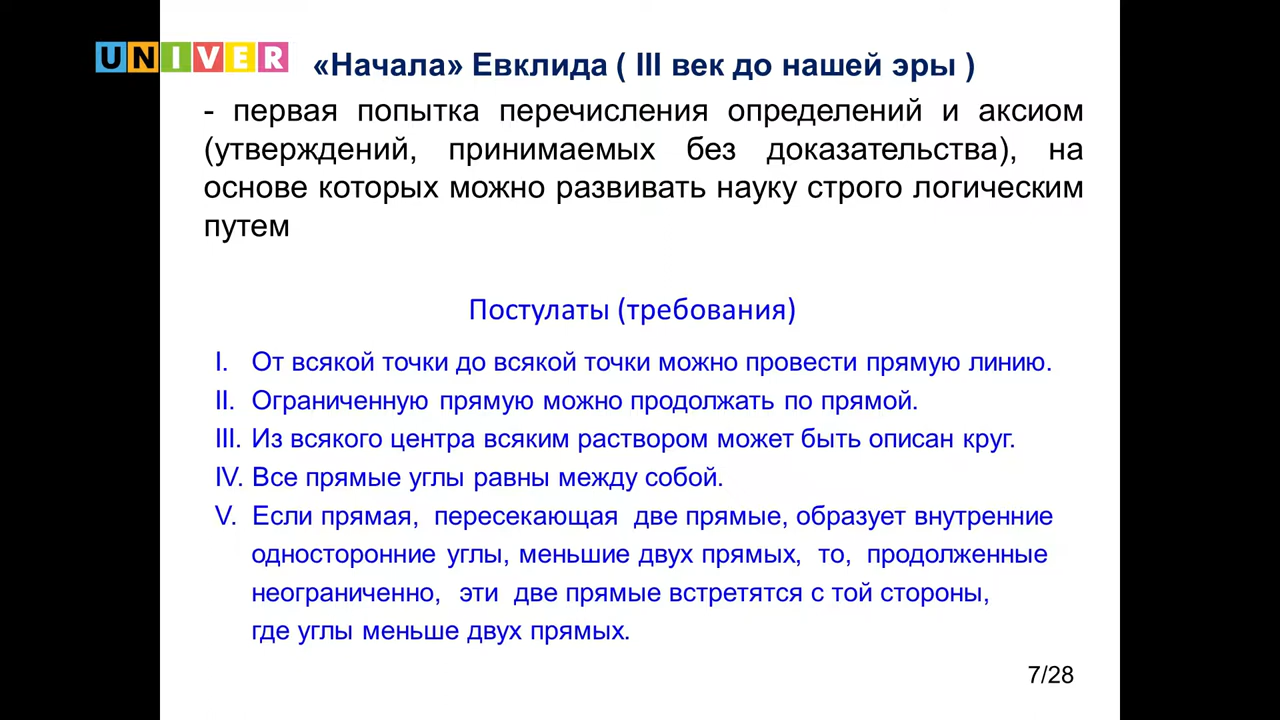 UNIVER
«Начала» Евклида ( III век до нашей эры )
- первая попытка перечисления определений и аксиом
(утверждений, принимаемых без доказательства), на
основе которых можно развивать науку строго логическим
путем
Постулаты (требования)
I. От всякой точки до всякой точки можно провести прямую линию.
II. Ограниченную прямую можно продолжать по прямой.
III. Из всякого центра всяким раствором может быть описан круг.
IV. Все прямые углы равны между собой.
V. Если прямая, пересекающая две прямые, образует внутренние
односторонние углы, меньшие двух прямых, то, продолженные
неограниченно, эти две прямые встретятся с той стороны,
где углы меньше двух прямых.
7/28